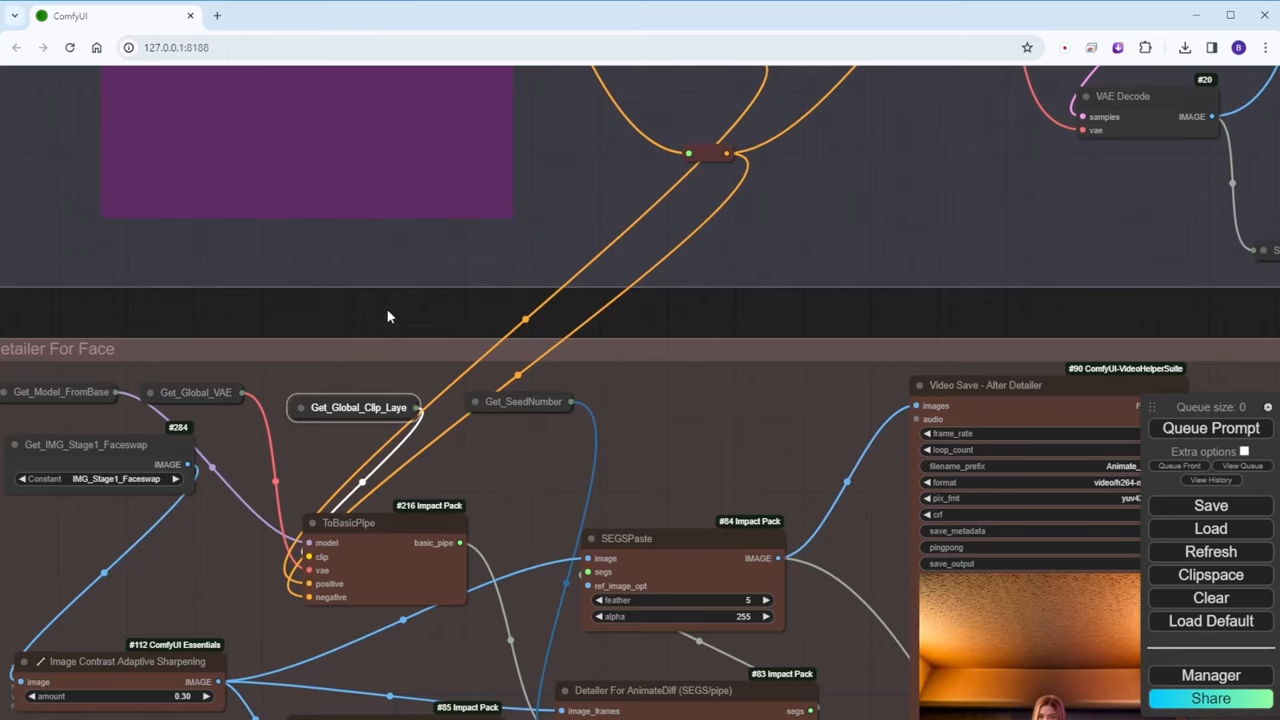 ComfyUI
127.0.0.1:8188
B
#20
VAE Decode
samples
IMAGE
vae
S
etailer For Face
#90 ComfyUI-VideoHelperSuite
Get_Model_FromBase
Get_Global_VAE
Get_Global_Clip_Laye
Get_SeedNumber
Video Save - After Detailer
images
F
audio
frame_rate
loop_count
filename_prefix
Animate_
format
video/h264-n
pix_fmt
yuv4
crf
save_metadata
pingpong
save_output
Queue size: 0
Queue Prompt
Extra options
Queue Front
View Queue
View History
Save
Load
Refresh
Clipspace
Clear
Load Default
Manager
Share
#284
Get_IMG_Stage1_Faceswap
IMAGE
Constant
IMG_Stage1_Faceswap
#216 Impact Pack
ToBasicPipe
model
basic_pipe
clip
vae
positive
negative
#84 Impact Pack
SEGSPaste
image
IMAGE
segs
ref_image_opt
feather
5
alpha
255
#112 ComfyUI Essentials
Image Contrast Adaptive Sharpening
image
IMAGE
amount
0.30
#83 Impact Pack
Detailer For AnimateDiff (SEGS/pipe)
image_frames
segs
#85 Impact Pack